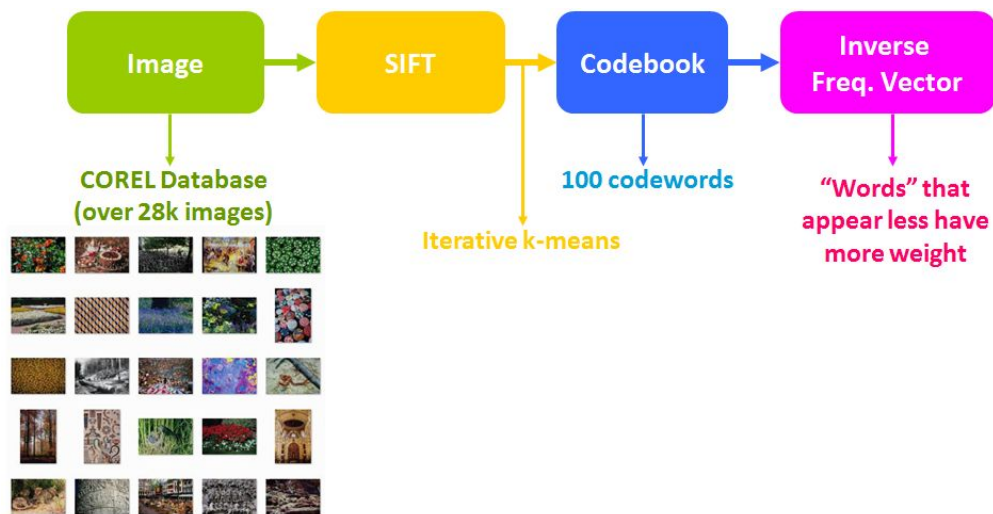 Image
SIFT
Codebook
Inverse
Freq. Vector
COREL Database
(over 28k images)
Iterative k-means
100 codewords
“Words” that
appear less have
more weight